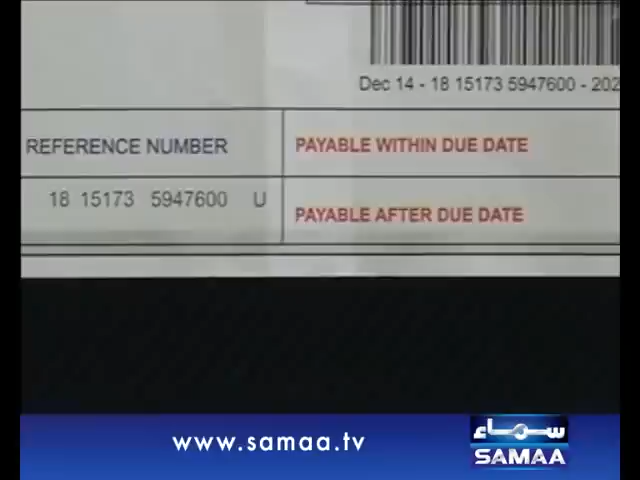 Dec 14 - 18 15173 5947600 - 202
REFERENCE NUMBER
PAYABLE WITHIN DUE DATE
18 15173 5947600 U
PAYABLE AFTER DUE DATE
www.samaa.tv
سماء
SAMAA